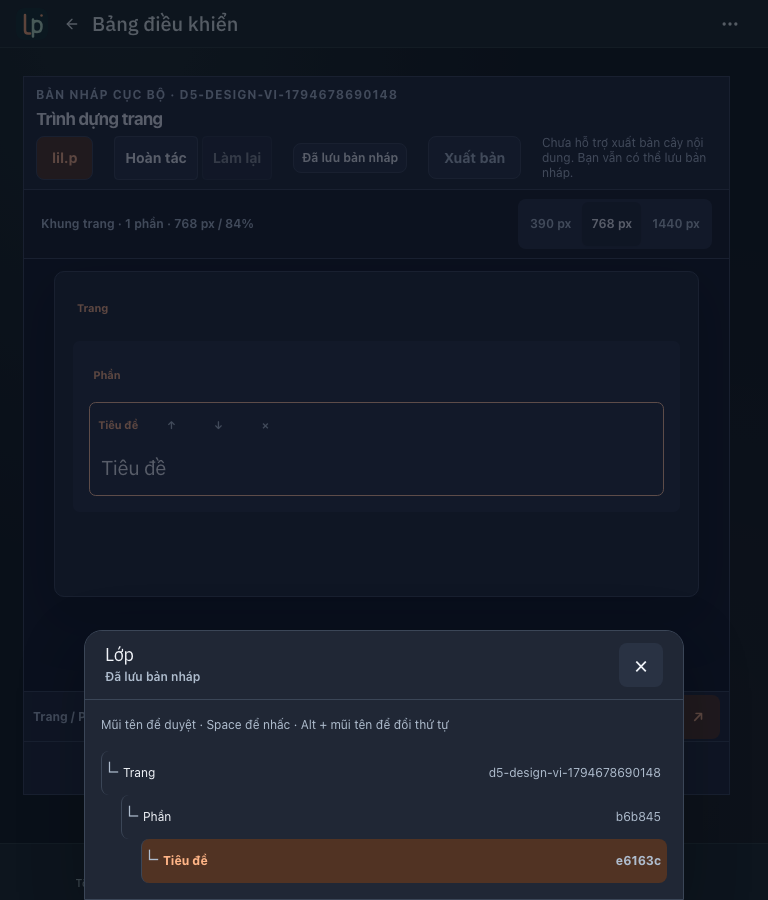 lp ← Bảng điều khiển ...
BẢN NHÁP CỤC BỘ · D5-DESIGN-VI-1794678690148
Trình dựng trang
lil.p
Hoàn tác
Làm lại
Đã lưu bản nháp
Xuất bản
Chưa hỗ trợ xuất bản cây nội
dung. Bạn vẫn có thể lưu bản
nháp.
Khung trang · 1 phần · 768 px / 84%
390 px
768 px
1440 px
Trang
Phần
Tiêu đề ↑ ↓ ×
Tiêu đề
Trang / P
Lớp
Đã lưu bản nháp
Mũi tên để duyệt · Space để nhấc · Alt + mũi tên để đổi thứ tự
Trang d5-design-vi-1794678690148
Phần b6b845
Tiêu đề e6163c